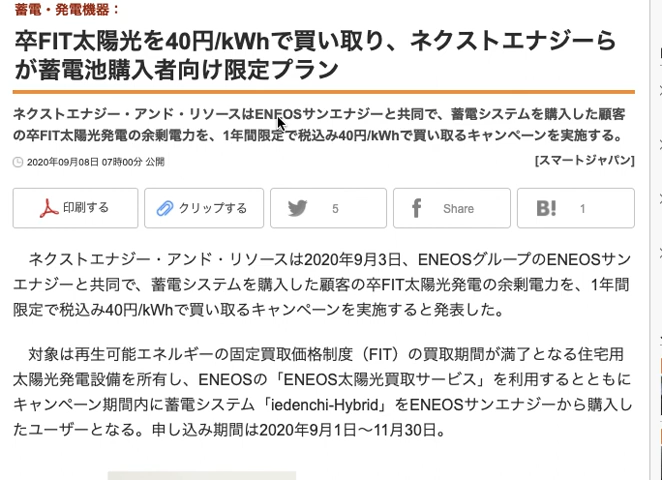 蓄電・発電機器：
卒FIT太陽光を40円/kWhで買い取り、ネクストエナジーら
が蓄電池購入者向け限定プラン
ネクストエナジー・アンド・リソースはENEOSサンエナジーと共同で、蓄電システムを購入した顧客
の卒FIT太陽光発電の余剰電力を、1年間限定で税込み40円/kWhで買い取るキャンペーンを実施する。
2020年09月08日 07時00分 公開
[スマートジャパン]
印刷する
クリップする
5
Share
B! 1
ネクストエナジー・アンド・リソースは2020年9月3日、ENEOSグループのENEOSサン
エナジーと共同で、蓄電システムを購入した顧客の卒FIT太陽光発電の余剰電力を、1年間
限定で税込み40円/kWhで買い取るキャンペーンを実施すると発表した。
対象は再生可能エネルギーの固定買取価格制度（FIT）の買取期間が満了となる住宅用
太陽光発電設備を所有し、ENEOSの「ENEOS太陽光買取サービス」を利用するとともに
キャンペーン期間内に蓄電システム「iedenchi-Hybrid」をENEOSサンエナジーから購入し
たユーザーとなる。申し込み期間は2020年9月1日〜11月30日。